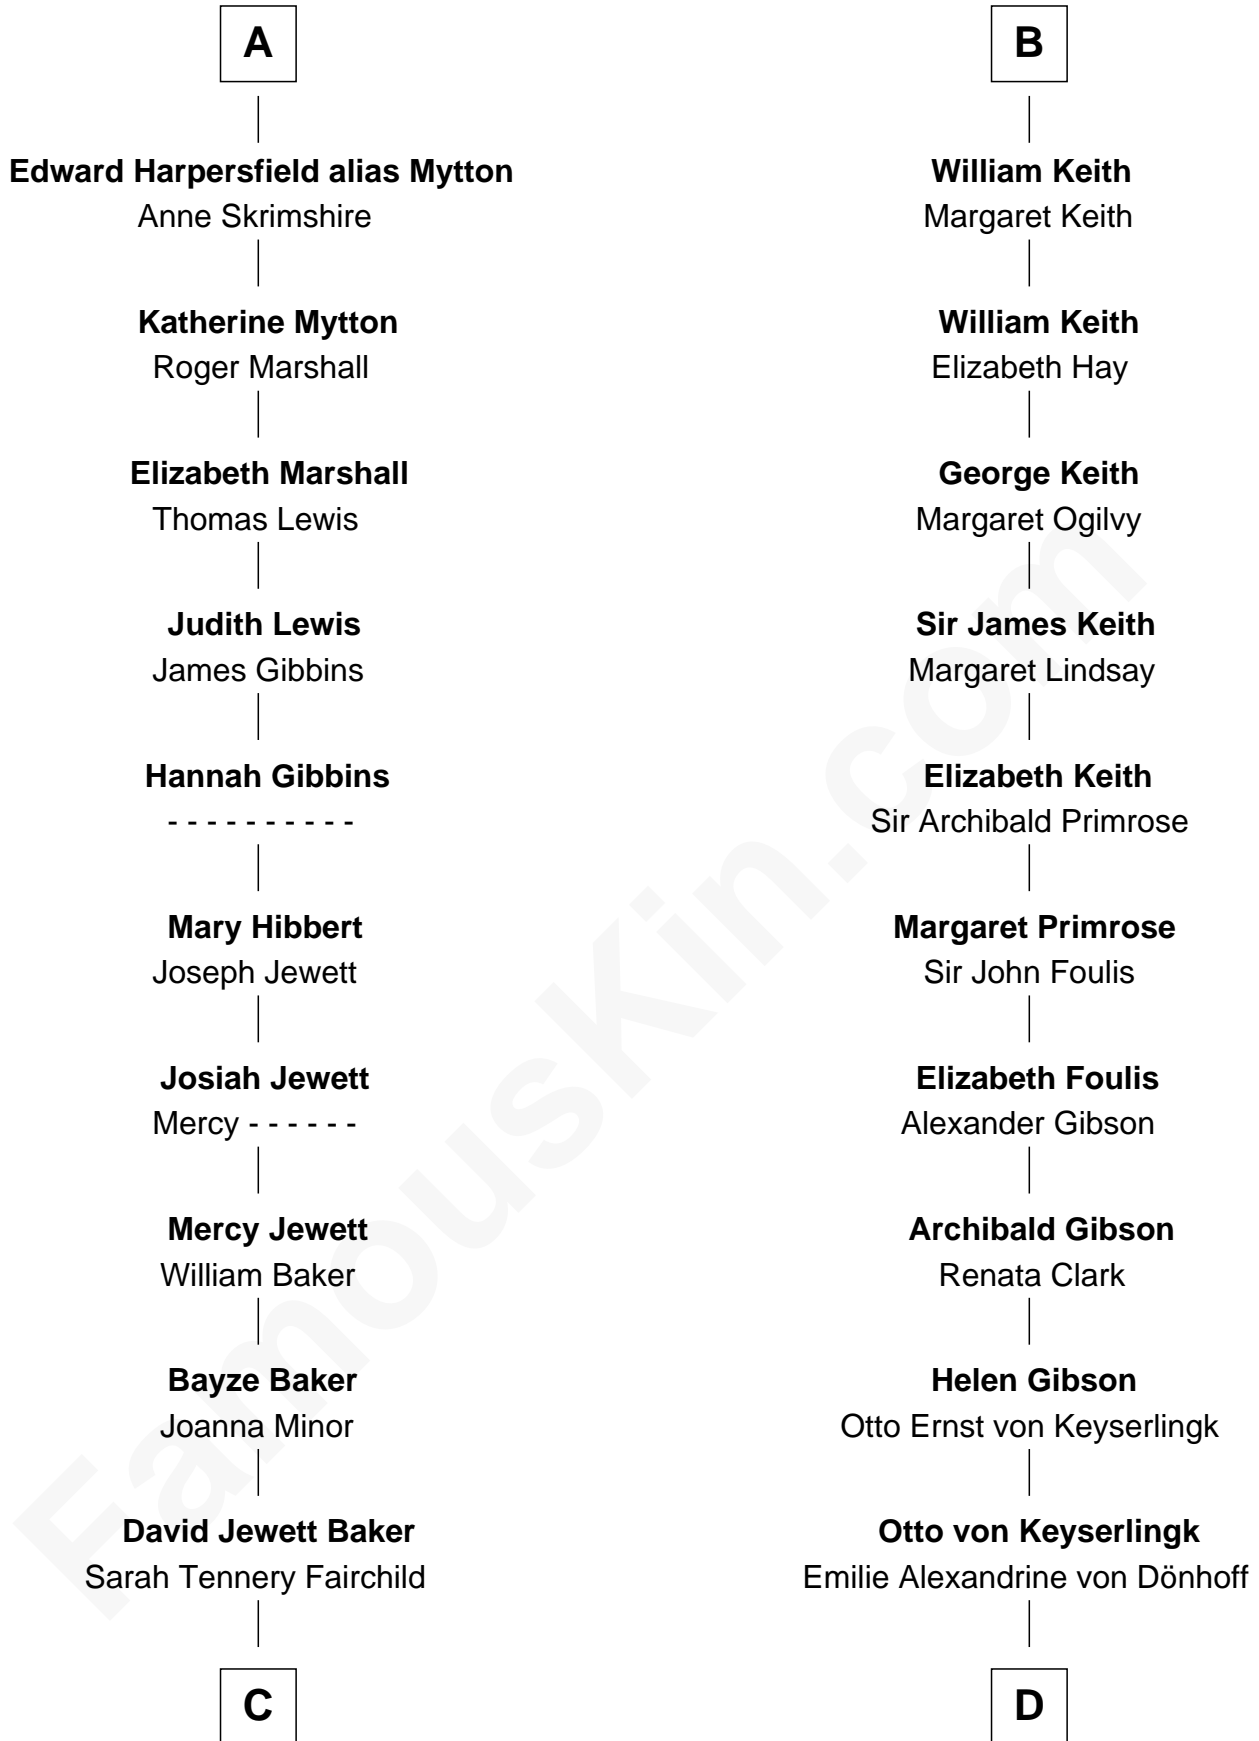 A
Edward Harpersfield alias Mytton
Anne Skrimshire
Katherine Mytton
Roger Marshall
Elizabeth Marshall
Thomas Lewis
Judith Lewis
James Gibbins
Hannah Gibbins
- - - - - - - - - -
Mary Hibbert
Joseph Jewett
Josiah Jewett
Mercy - - - - - -
Mercy Jewett
William Baker
Bayze Baker
Joanna Minor
David Jewett Baker
Sarah Tennery Fairchild
C
B
William Keith
Margaret Keith
William Keith
Elizabeth Hay
George Keith
Margaret Ogilvy
Sir James Keith
Margaret Lindsay
Elizabeth Keith
Sir Archibald Primrose
Margaret Primrose
Sir John Foulis
Elizabeth Foulis
Alexander Gibson
Archibald Gibson
Renata Clark
Helen Gibson
Otto Ernst von Keyserlingk
Otto von Keyserlingk
Emilie Alexandrine von Dönhoff
D
FamousKin.com